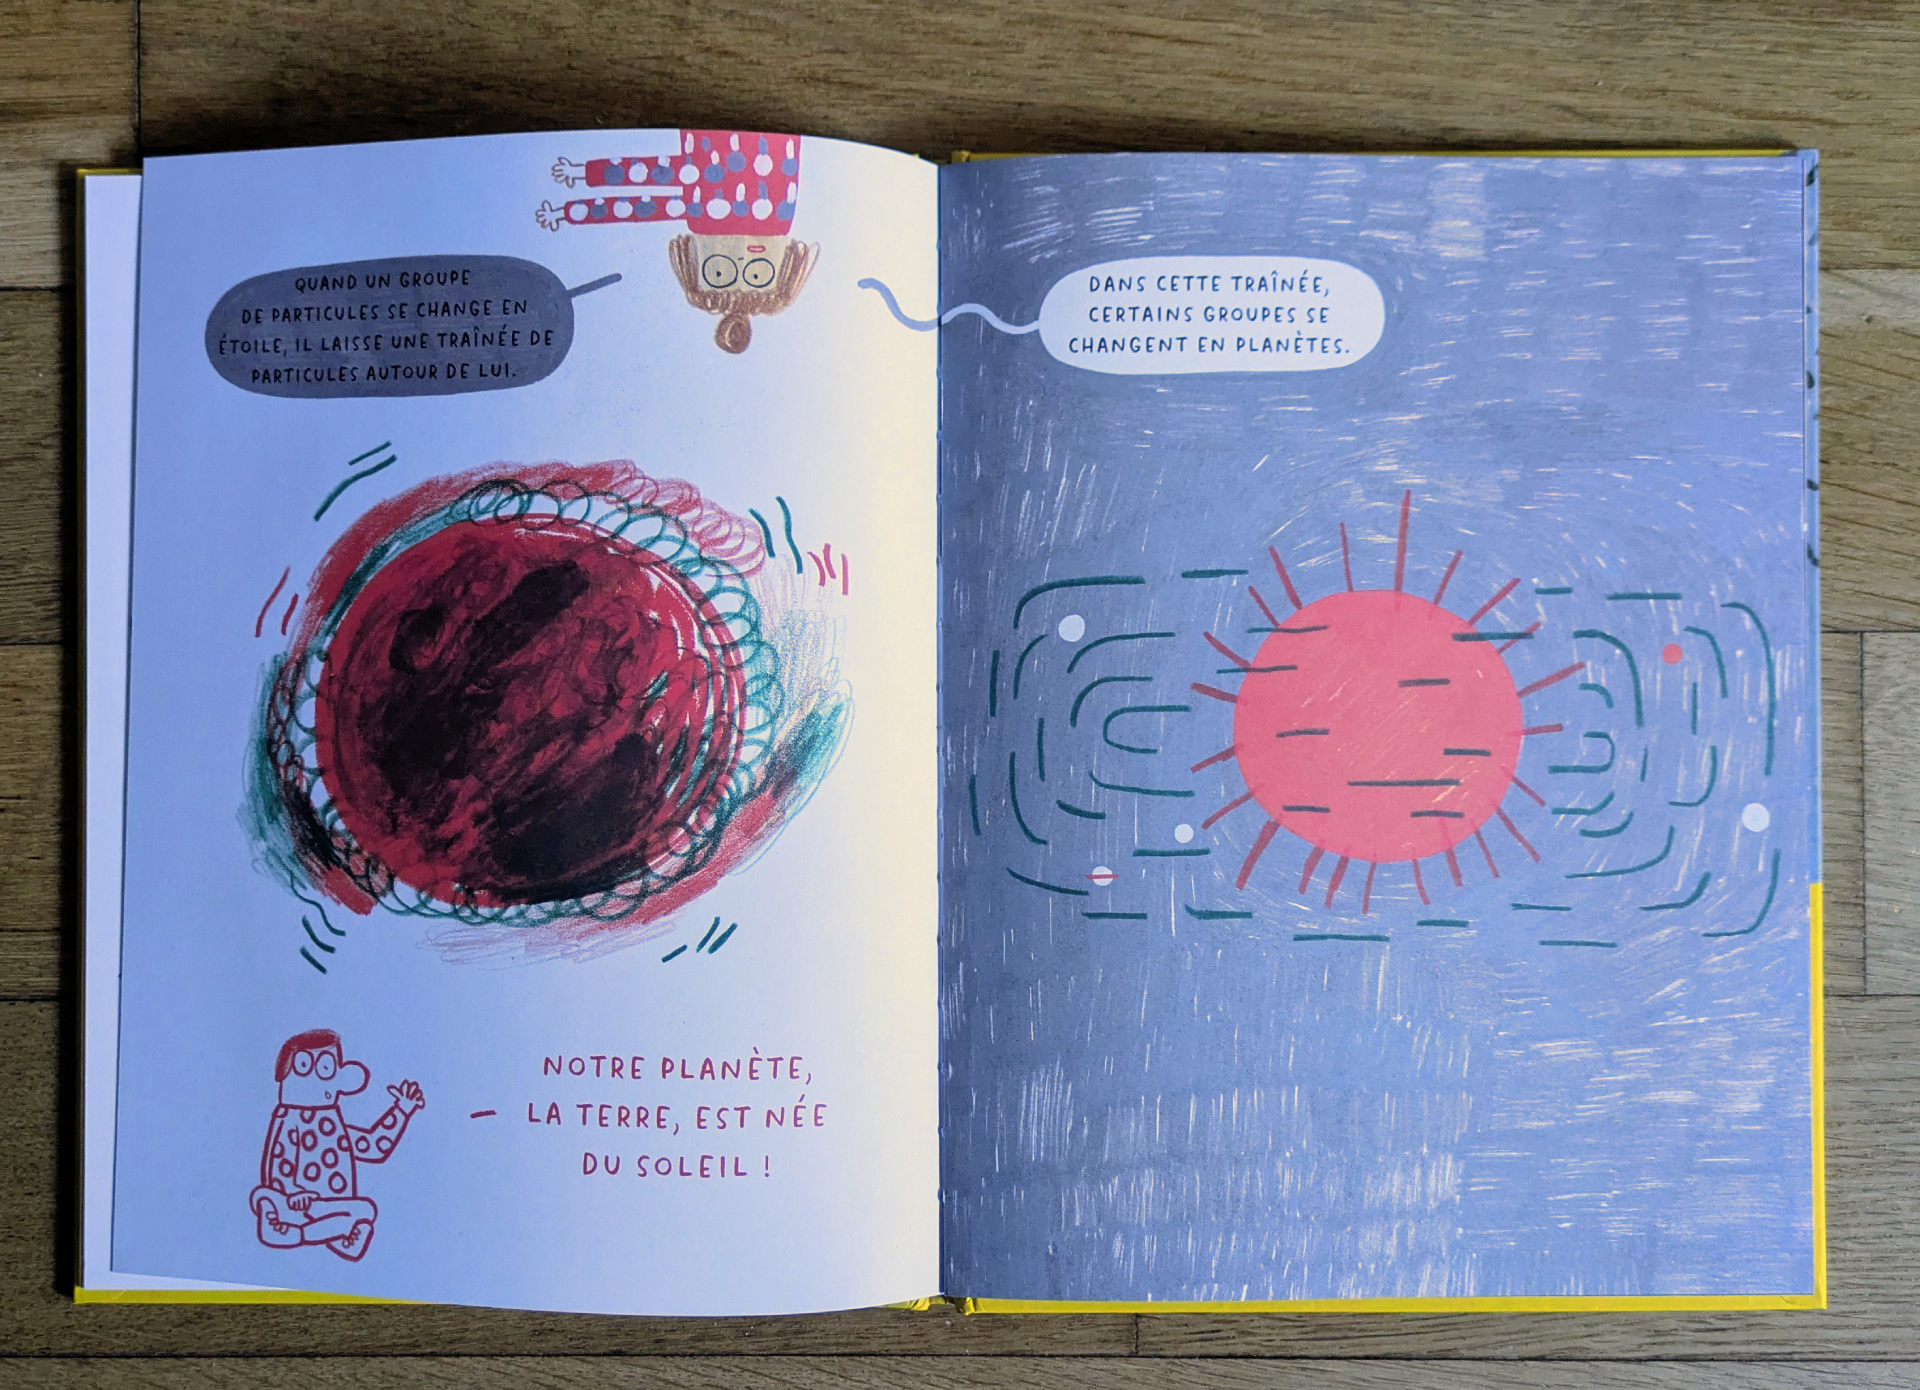 QUAND UN GROUPE
DE PARTICULES SE CHANGE EN
ÉTOILE, IL LAISSE UNE TRAÎNÉE DE
PARTICULES AUTOUR DE LUI.
NOTRE PLANÈTE,
LA TERRE, EST NÉE
DU SOLEIL !
DANS CETTE TRAÎNÉE,
CERTAINS GROUPES SE
CHANGENT EN PLANÈTES.